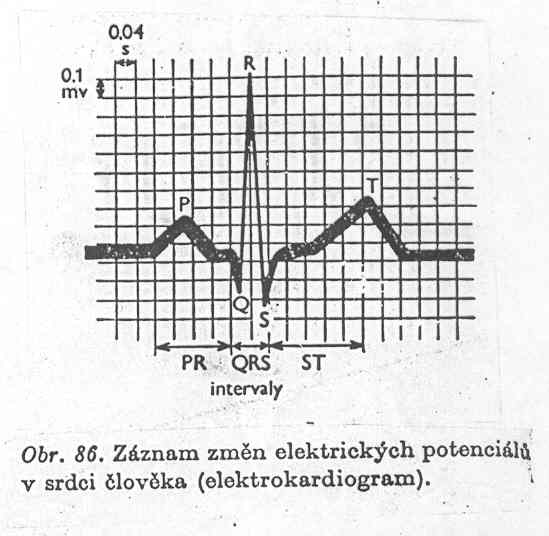 0.04
s
0.1
mv
R
P
T
Q
S
PR QRS ST
intervaly
Obr. 86. Záznam změn elektrických potenciálů
v srdci člověka (elektrokardiogram).